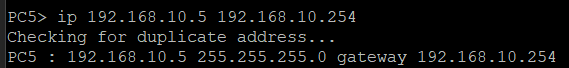 PC5> ip 192.168.10.5 192.168.10.254
Checking for duplicate address...
PC5 : 192.168.10.5 255.255.255.0 gateway 192.168.10.254